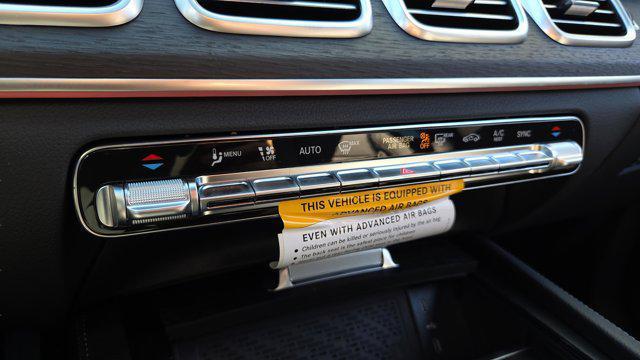 MENU
OFF
AUTO
MAX
PASSENGER
AIR BAG
OFF
REAR
A/C
SYNC
THIS VEHICLE IS EQUIPPED WITH
ADVANCED AIR BAGS
EVEN WITH ADVANCED AIR BAGS
• Children can be killed or seriously injured by the air bag
• The back seat is the safest place for children